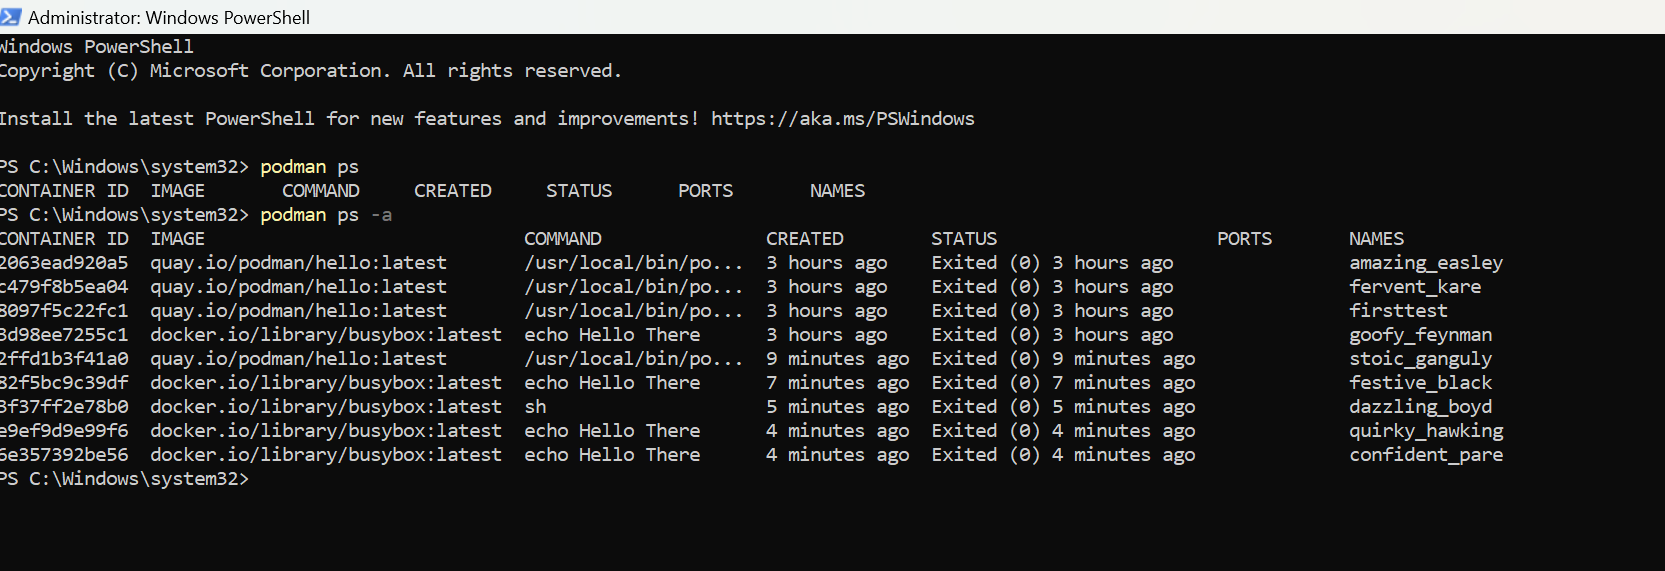 Administrator: Windows PowerShell
Windows PowerShell
Copyright (C) Microsoft Corporation. All rights reserved.
Install the latest PowerShell for new features and improvements! https://aka.ms/PSWindows
PS C:\Windows\system32> podman ps
CONTAINER ID  IMAGE       COMMAND     CREATED     STATUS      PORTS       NAMES
PS C:\Windows\system32> podman ps -a
CONTAINER ID  IMAGE                             COMMAND               CREATED        STATUS                    PORTS       NAMES
2063ead920a5  quay.io/podman/hello:latest       /usr/local/bin/po...  3 hours ago    Exited (0) 3 hours ago                amazing_easley
c479f8b5ea04  quay.io/podman/hello:latest       /usr/local/bin/po...  3 hours ago    Exited (0) 3 hours ago                fervent_kare
8097f5c22fc1  quay.io/podman/hello:latest       /usr/local/bin/po...  3 hours ago    Exited (0) 3 hours ago                firsttest
3d98ee7255c1  docker.io/library/busybox:latest  echo Hello There      3 hours ago    Exited (0) 3 hours ago                goofy_feynman
2ffd1b3f41a0  quay.io/podman/hello:latest       /usr/local/bin/po...  9 minutes ago  Exited (0) 9 minutes ago              stoic_ganguly
82f5bc9c39df  docker.io/library/busybox:latest  echo Hello There      7 minutes ago  Exited (0) 7 minutes ago              festive_black
3f37ff2e78b0  docker.io/library/busybox:latest  sh                    5 minutes ago  Exited (0) 5 minutes ago              dazzling_boyd
e9ef9d9e99f6  docker.io/library/busybox:latest  echo Hello There      4 minutes ago  Exited (0) 4 minutes ago              quirky_hawking
6e357392be56  docker.io/library/busybox:latest  echo Hello There      4 minutes ago  Exited (0) 4 minutes ago              confident_pare
PS C:\Windows\system32>